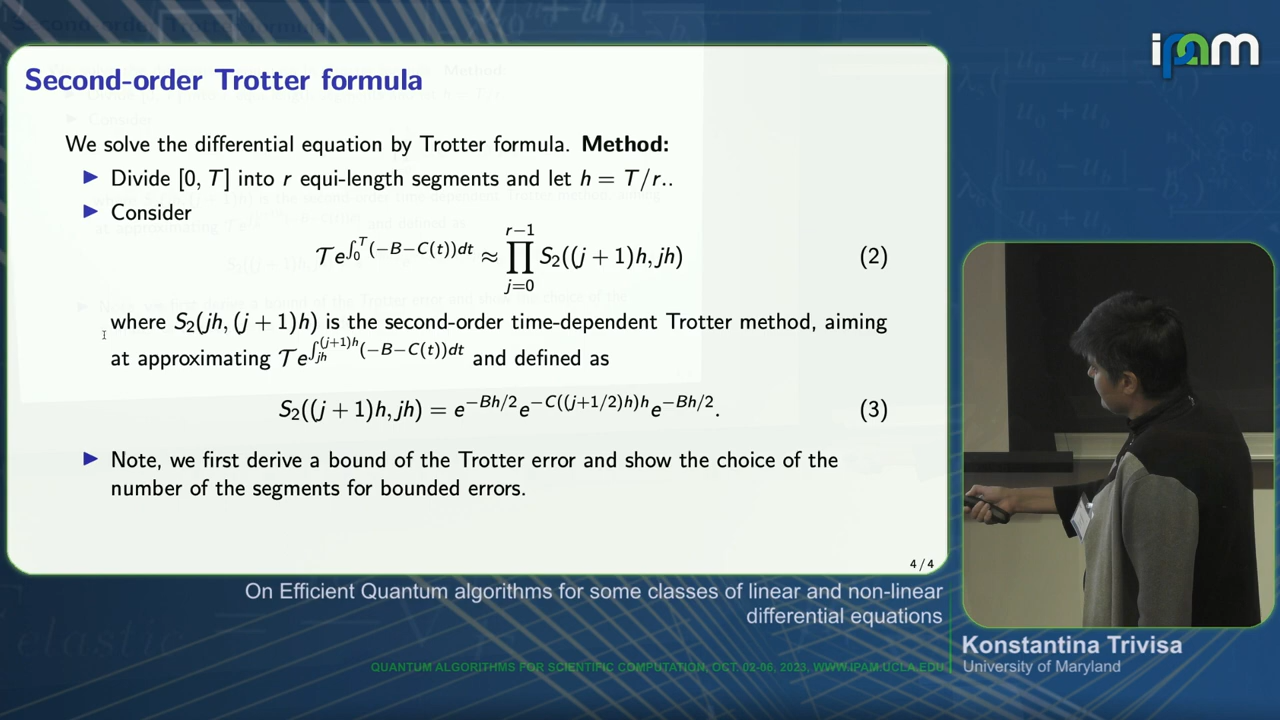 ipam
Second-order Trotter formula
We solve the differential equation by Trotter formula. Method:
▶ Divide [0, T] into r equi-length segments and let h = T/r..
▶ Consider
𝒯e^{∫_0^T(−B−C(t))dt} ≈ ∏_{j=0}^{r−1} S₂((j + 1)h, jh) (2)
where S₂(jh, (j + 1)h) is the second-order time-dependent Trotter method, aiming
at approximating 𝒯e^{∫_{jh}^{(j+1)h}(−B−C(t))dt} and defined as
S₂((j + 1)h, jh) = e^{−Bh/2}e^{−C((j+1/2)h)h}e^{−Bh/2}. (3)
▶ Note, we first derive a bound of the Trotter error and show the choice of the
number of the segments for bounded errors.
4/4
On Efficient Quantum algorithms for some classes of linear and non-linear
differential equations
Konstantina Trivisa
University of Maryland
QUANTUM ALGORITHMS FOR SCIENTIFIC COMPUTATION, OCT. 02-06, 2023, WWW.IPAM.UCLA.EDU
elastic